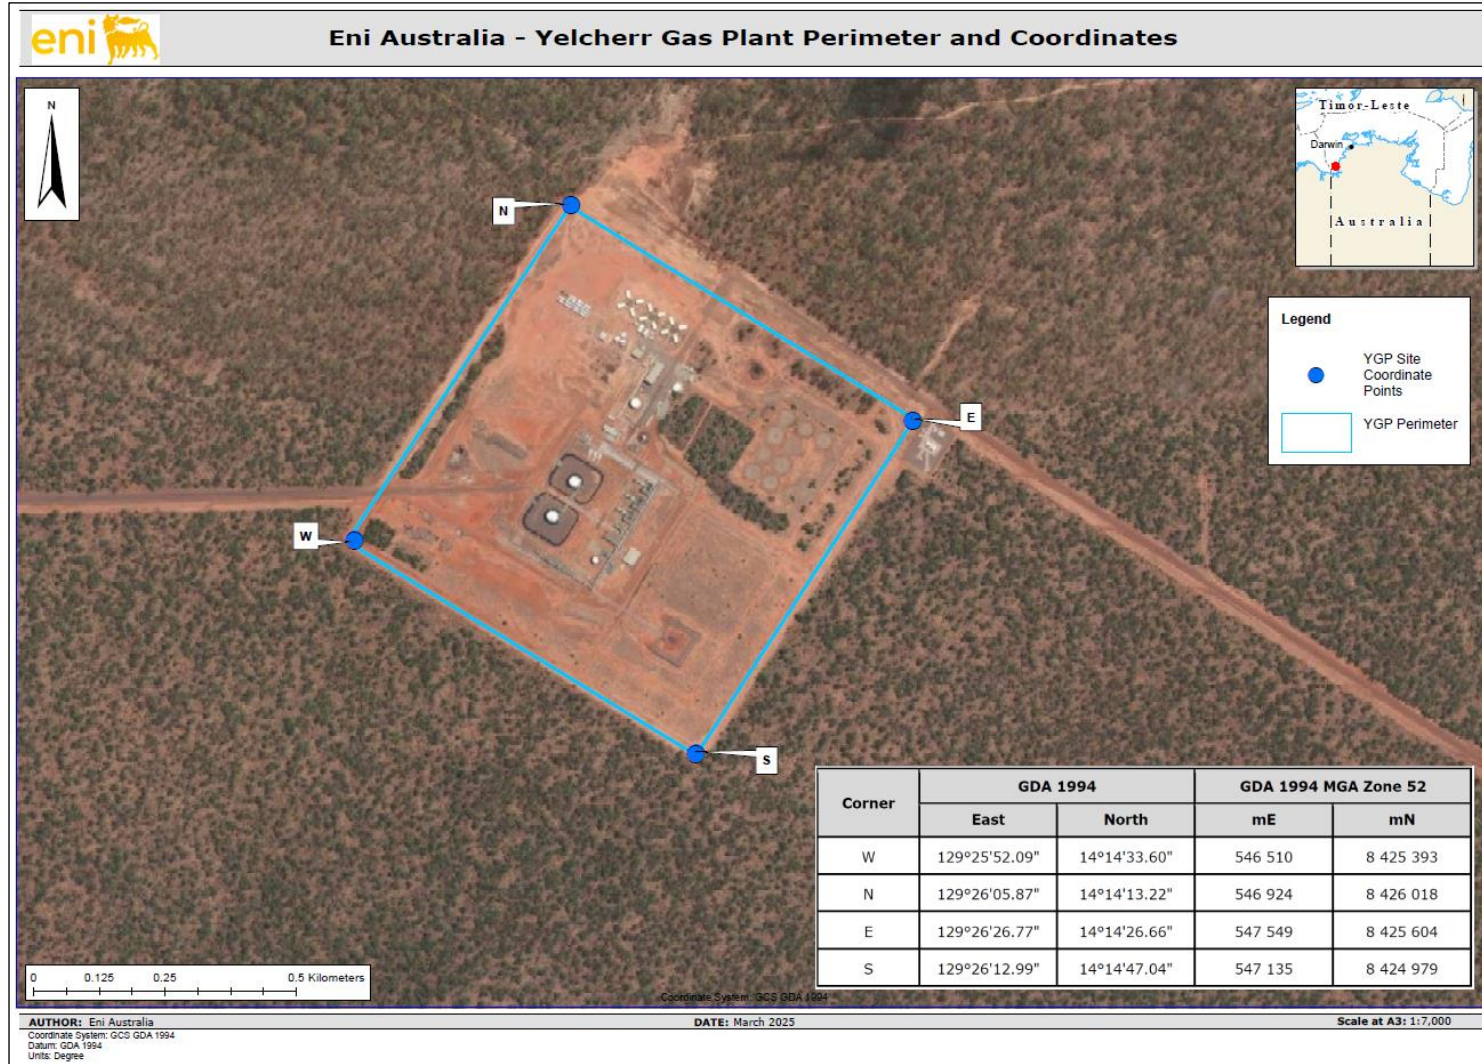 eni
Eni Australia - Yelcherr Gas Plant Perimeter and Coordinates
N
Timor-Leste
Darwin
Australia
N
E
W
S
Legend
YGP Site
Coordinate
Points
YGP Perimeter
Corner GDA 1994 GDA 1994 MGA Zone 52
East North mE mN
W 129°25'52.09" 14°14'33.60" 546 510 8 425 393
N 129°26'05.87" 14°14'13.22" 546 924 8 426 018
E 129°26'26.77" 14°14'26.66" 547 549 8 425 604
S 129°26'12.99" 14°14'47.04" 547 135 8 424 979
0 0.125 0.25 0.5 Kilometers
Coordinate System: GCS GDA 1994
AUTHOR: Eni Australia DATE: March 2025 Scale at A3: 1:7,000
Coordinate System: GCS GDA 1994
Datum: GDA 1994
Units: Degree